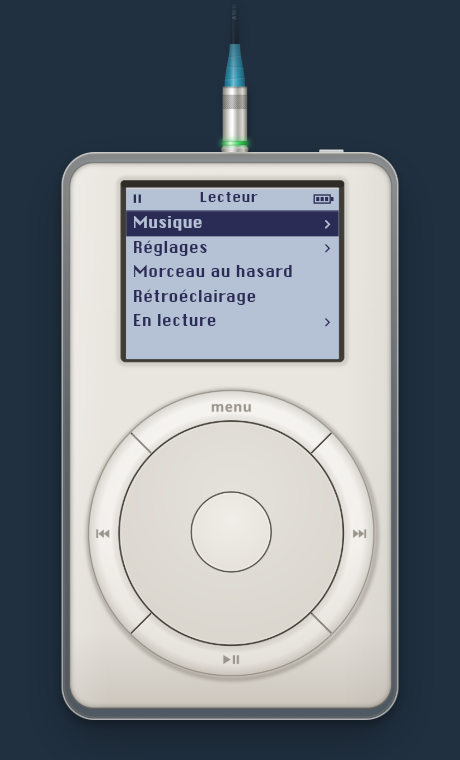 Lecteur
Musique
Réglages
Morceau au hasard
Rétroéclairage
En lecture
menu